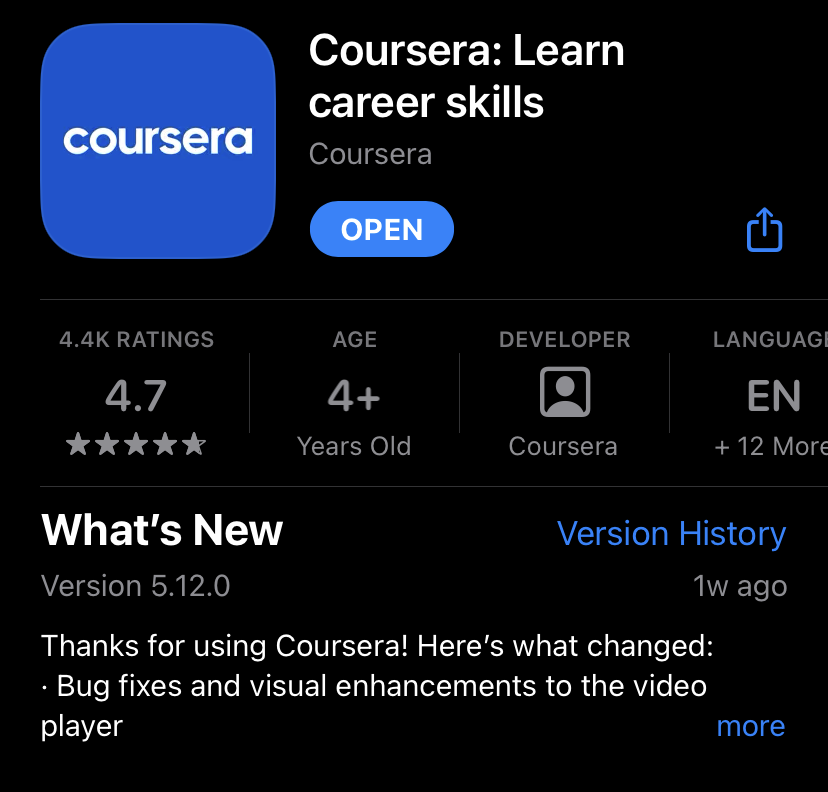 coursera
Coursera: Learn
career skills
Coursera
OPEN
4.4K RATINGS
4.7
AGE
4+
Years Old
DEVELOPER
Coursera
LANGUAGE
EN
+ 12 More
What’s New
Version History
Version 5.12.0
1w ago
Thanks for using Coursera! Here’s what changed:
· Bug fixes and visual enhancements to the video
player
more